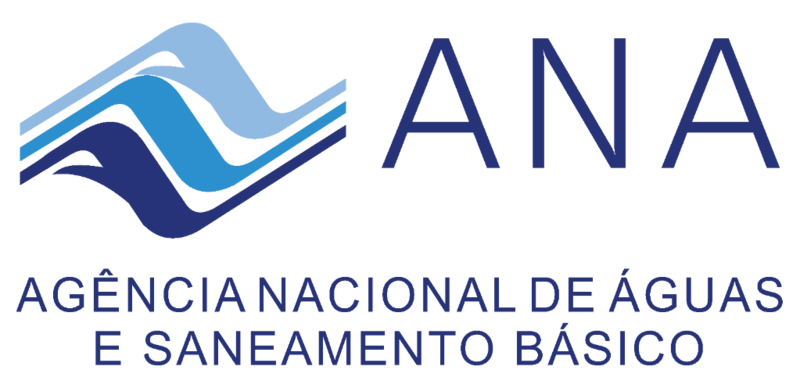 ANA
AGÊNCIA NACIONAL DE ÁGUAS
E SANEAMENTO BÁSICO